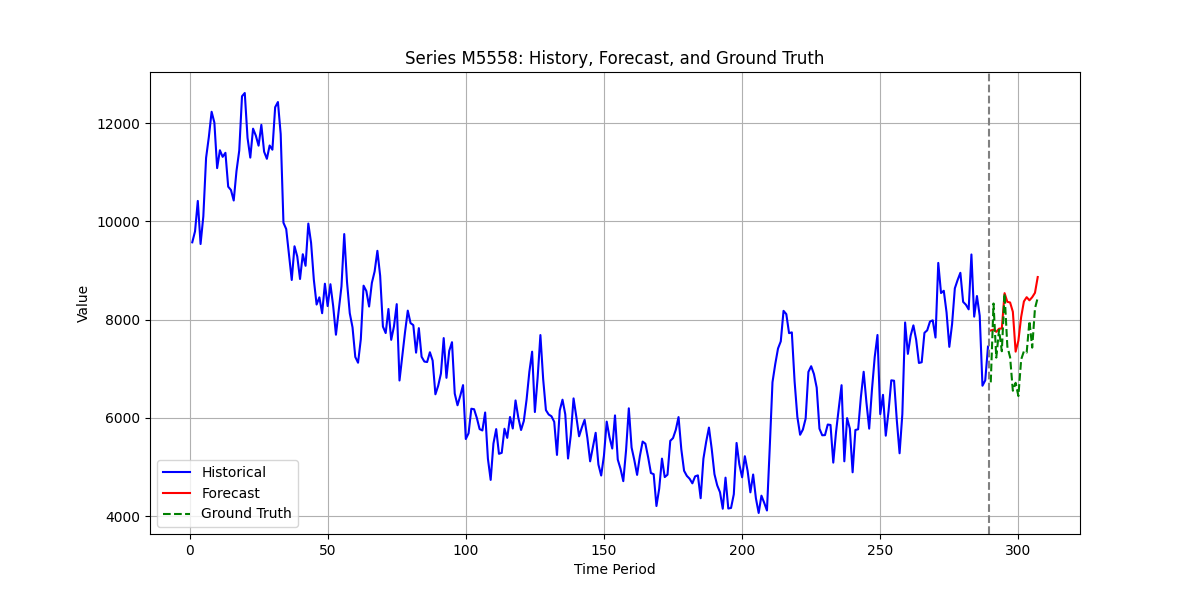 Series M5558: History, Forecast, and Ground Truth
Value
12000
10000
8000
6000
4000
Historical
Forecast
Ground Truth
0 50 100 150 200 250 300
Time Period